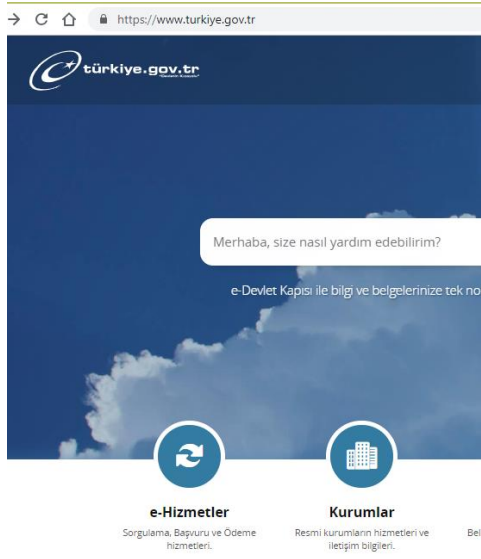 https://www.turkiye.gov.tr
türkiye.gov.tr
Merhaba, size nasıl yardım edebilirim?
e-Devlet Kapısı ile bilgi ve belgelerinize tek no
e-Hizmetler
Sorgulama, Başvuru ve Ödeme
hizmetleri.
Kurumlar
Resmi kurumların hizmetleri ve
iletişim bilgileri.
Bel